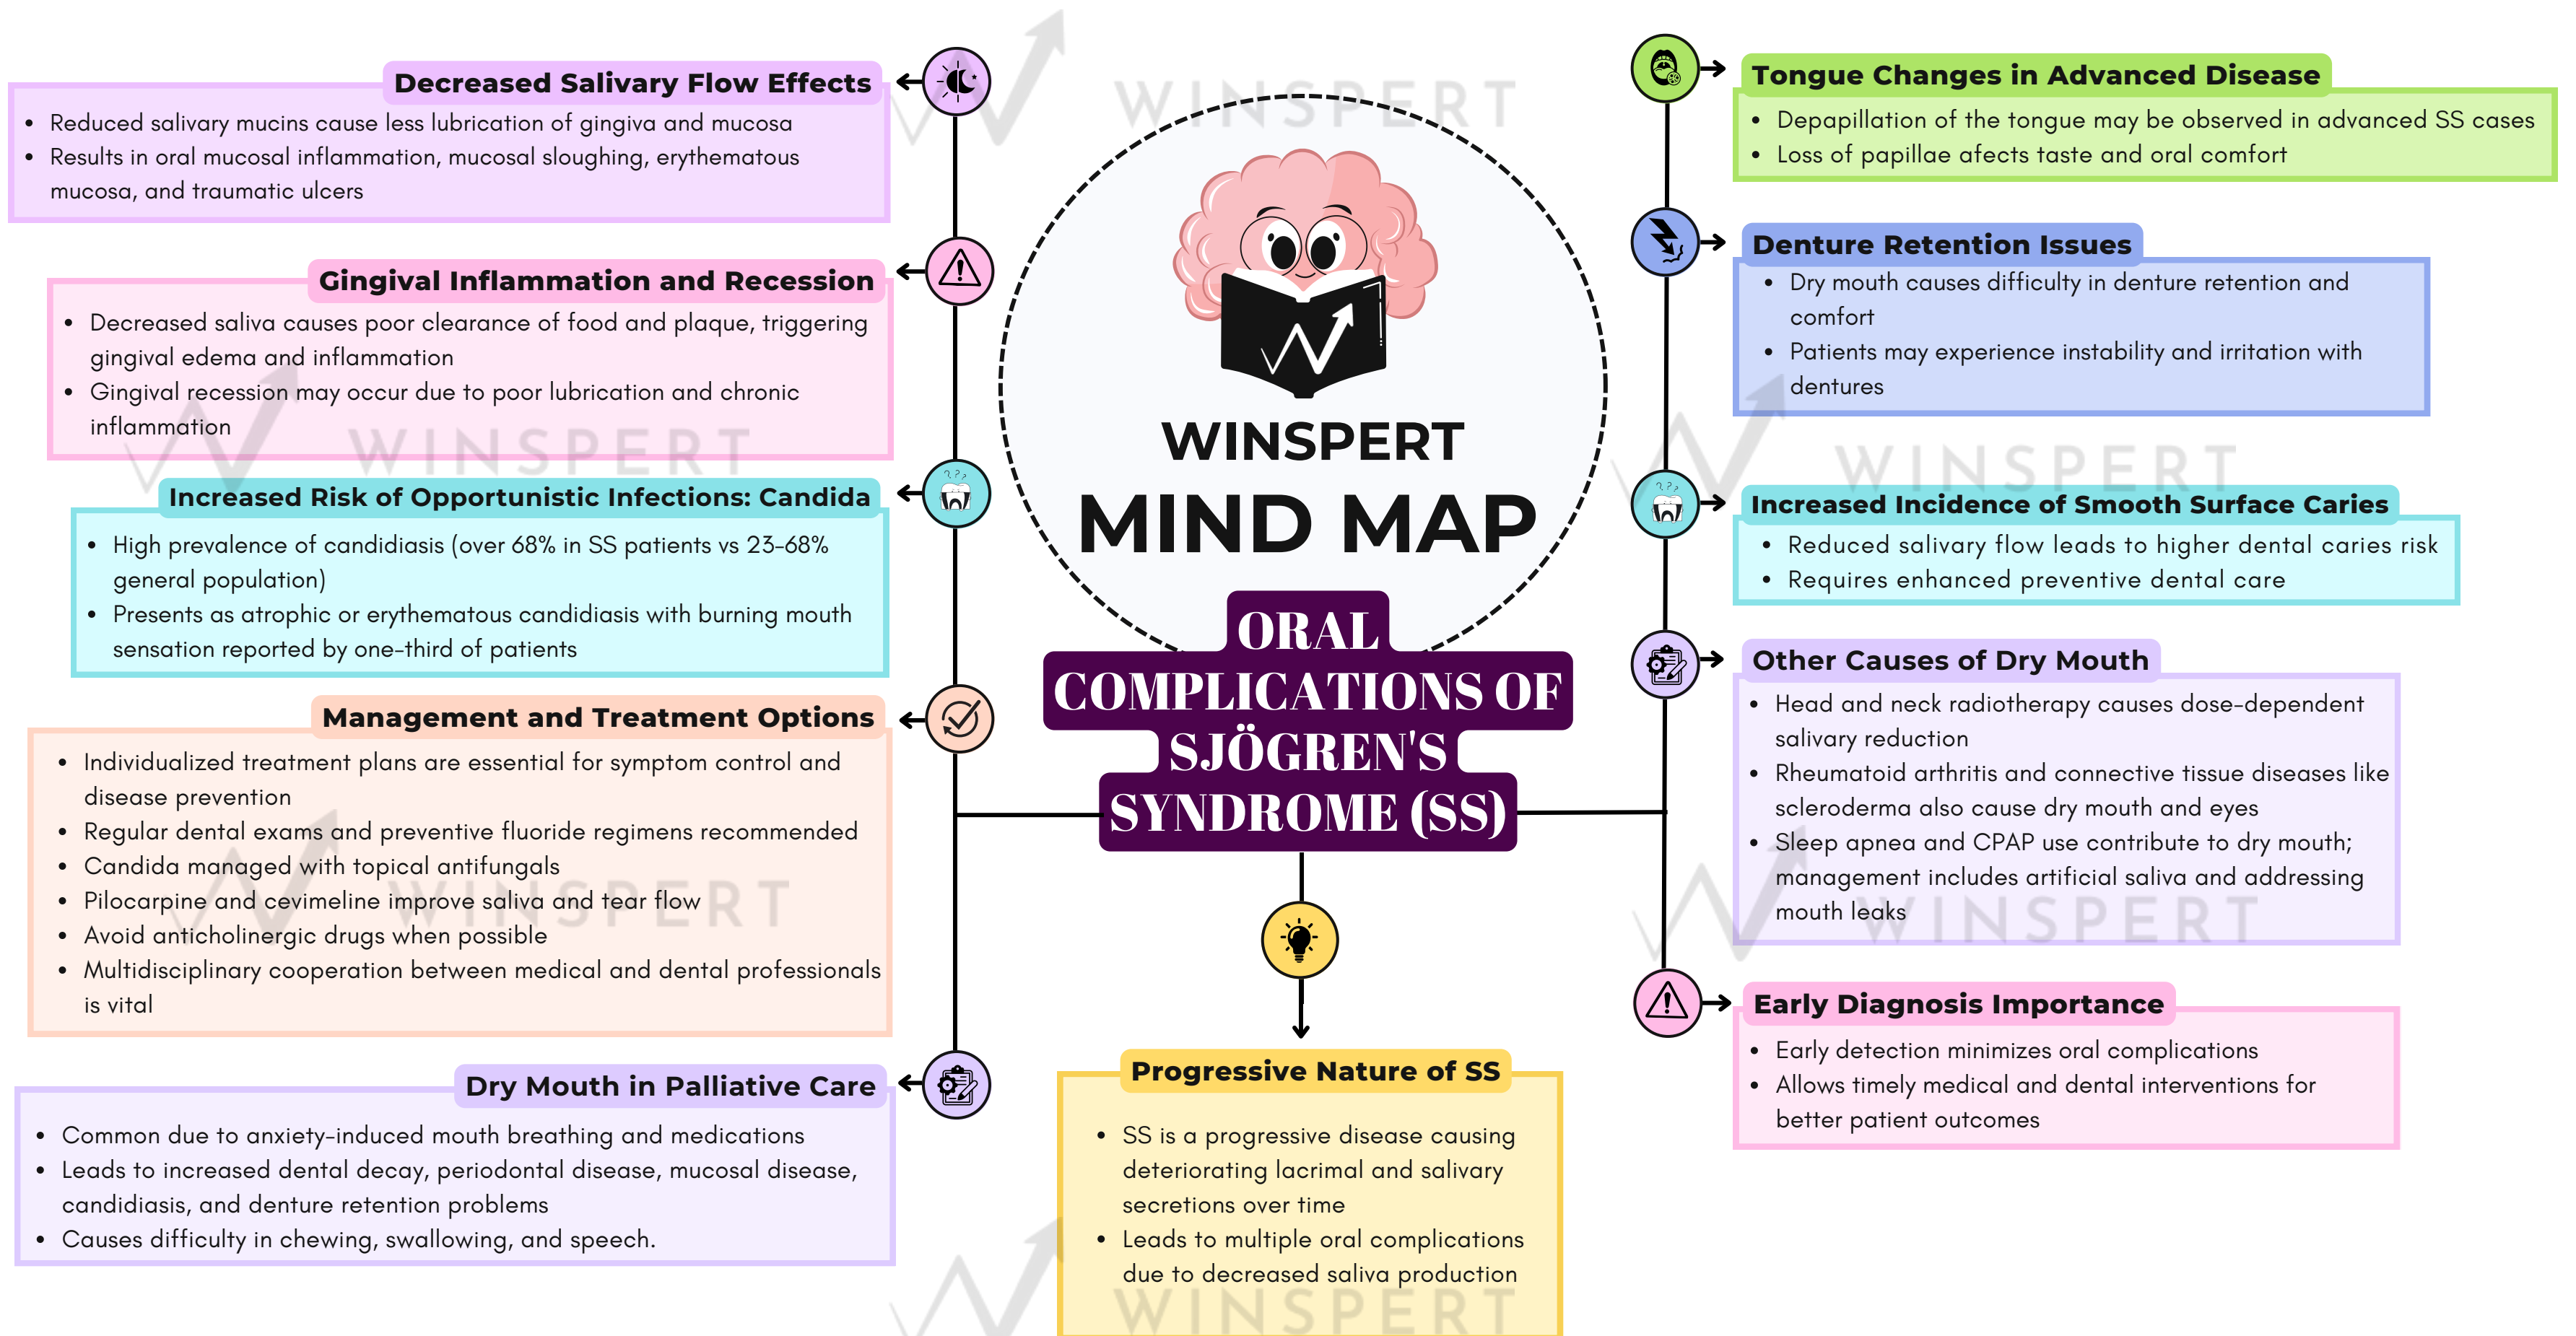 Decreased Salivary Flow Effects
• Reduced salivary mucins cause less lubrication of gingiva and mucosa
• Results in oral mucosal inflammation, mucosal sloughing, erythematous
mucosa, and traumatic ulcers
Gingival Inflammation and Recession
• Decreased saliva causes poor clearance of food and plaque, triggering
gingival edema and inflammation
• Gingival recession may occur due to poor lubrication and chronic
inflammation
Increased Risk of Opportunistic Infections: Candida
• High prevalence of candidiasis (over 68% in SS patients vs 23-68%
general population)
• Presents as atrophic or erythematous candidiasis with burning mouth
sensation reported by one-third of patients
Management and Treatment Options
• Individualized treatment plans are essential for symptom control and
disease prevention
• Regular dental exams and preventive fluoride regimens recommended
• Candida managed with topical antifungals
• Pilocarpine and cevimeline improve saliva and tear flow
• Avoid anticholinergic drugs when possible
• Multidisciplinary cooperation between medical and dental professionals
is vital
Dry Mouth in Palliative Care
• Common due to anxiety-induced mouth breathing and medications
• Leads to increased dental decay, periodontal disease, mucosal disease,
candidiasis, and denture retention problems
• Causes difficulty in chewing, swallowing, and speech.
WINSPERT
WINSPERT
MIND MAP
ORAL
COMPLICATIONS OF
SJÖGREN'S
SYNDROME (SS)
Progressive Nature of SS
• SS is a progressive disease causing
deteriorating lacrimal and salivary
secretions over time
• Leads to multiple oral complications
due to decreased saliva production
Tongue Changes in Advanced Disease
• Depapillation of the tongue may be observed in advanced SS cases
• Loss of papillae afects taste and oral comfort
Denture Retention Issues
• Dry mouth causes difficulty in denture retention and
comfort
• Patients may experience instability and irritation with
dentures
Increased Incidence of Smooth Surface Caries
• Reduced salivary flow leads to higher dental caries risk
• Requires enhanced preventive dental care
Other Causes of Dry Mouth
• Head and neck radiotherapy causes dose-dependent
salivary reduction
• Rheumatoid arthritis and connective tissue diseases like
scleroderma also cause dry mouth and eyes
• Sleep apnea and CPAP use contribute to dry mouth;
management includes artificial saliva and addressing
mouth leaks
Early Diagnosis Importance
• Early detection minimizes oral complications
• Allows timely medical and dental interventions for
better patient outcomes
WINSPERT
WINSPERT
WINSPERT
WINSPERT
WINSPERT